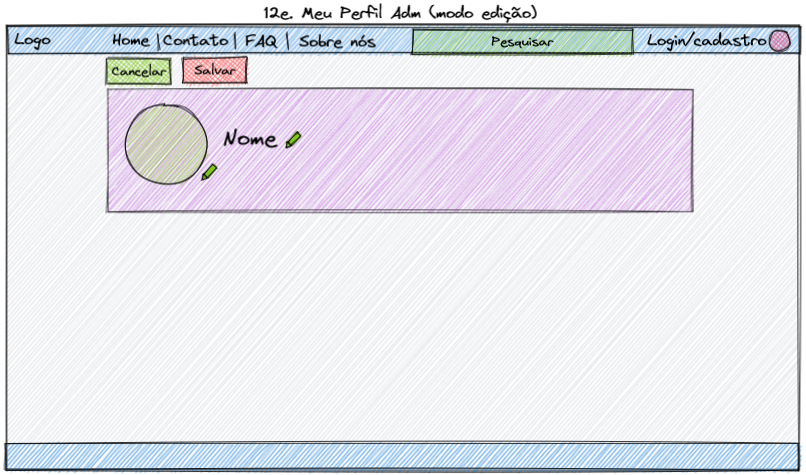 12e. Meu Perfil Adm (modo edição)
Logo Home | Contato | FAQ | Sobre nós Pesquisar Login/cadastro
Cancelar Salvar
Nome